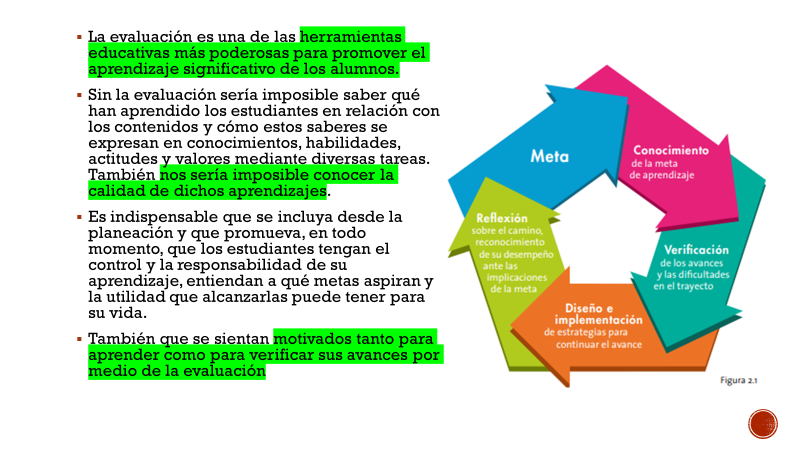 La evaluación es una de las herramientas
educativas más poderosas para promover el
aprendizaje significativo de los alumnos.
Sin la evaluación sería imposible saber qué
han aprendido los estudiantes en relación con
los contenidos y cómo estos saberes se
expresan en conocimientos, habilidades,
actitudes y valores mediante diversas tareas.
También nos sería imposible conocer la
calidad de dichos aprendizajes.
Es indispensable que se incluya desde la
planeación y que promueva, en todo
momento, que los estudiantes tengan el
control y la responsabilidad de su
aprendizaje, entiendan a qué metas aspiran y
la utilidad que alcanzarlas puede tener para
su vida.
También que se sientan motivados tanto para
aprender como para verificar sus avances por
medio de la evaluación
Meta
Conocimiento
de la meta
de aprendizaje
Verificación
de los avances
y las dificultades
en el trayecto
Diseño e
implementación
de estrategias para
continuar el avance
Reflexión
sobre el camino,
reconocimiento
de su desempeño
ante las
implicaciones
de la meta
Figura 2.1